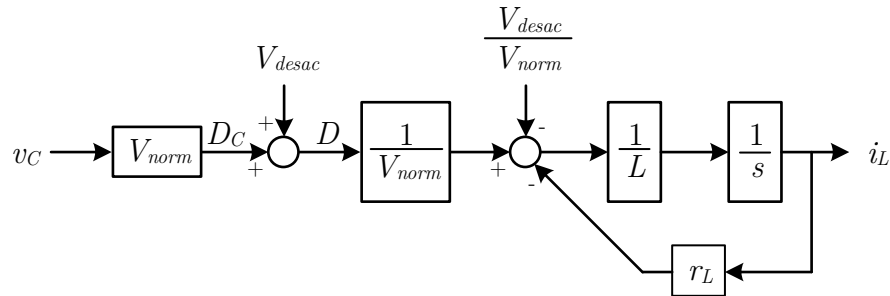 V_desac
V_desac
V_norm
+
-
v_C
V_norm
D_C
+
D
1
V_norm
+
-
1
L
1
s
i_L
r_L